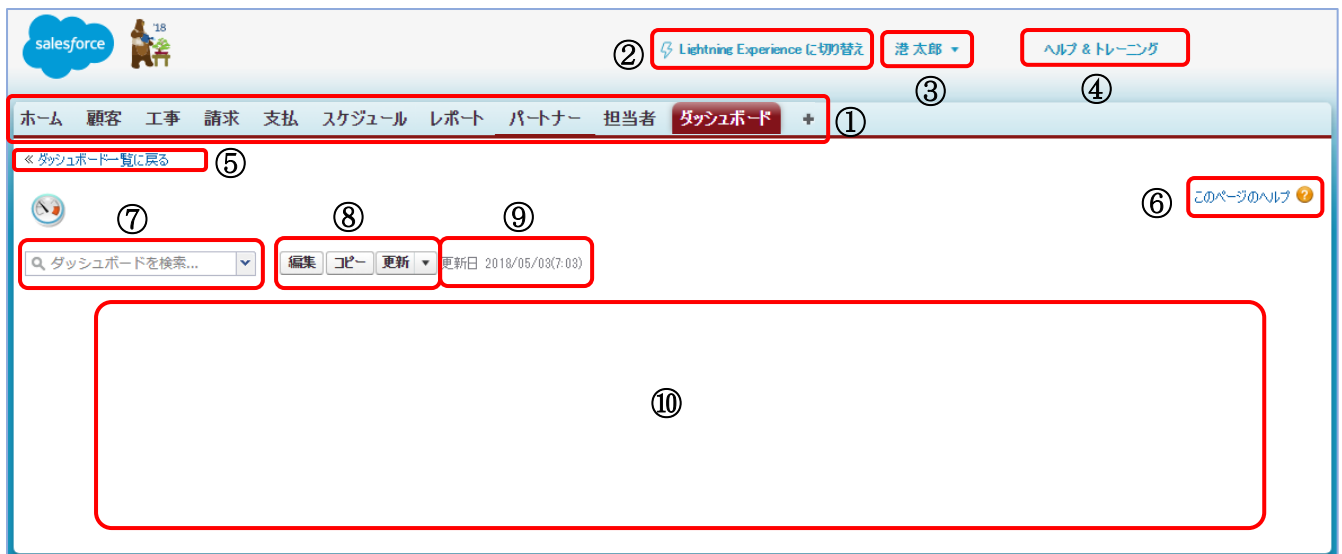 salesforce '18
② Lightning Experience に切り替え 港 太郎 ③ ヘルプ & トレーニング ④
ホーム 顧客 工事 請求 支払 スケジュール レポート パートナー 担当者 ダッシュボード + ①
« ダッシュボード一覧に戻る ⑤
⑥ このページのヘルプ ?
⑦ ⑧ ⑨
ダッシュボードを検索... 編集 コピー 更新 ▼ 更新日 2018/05/03(7:03)
⑩